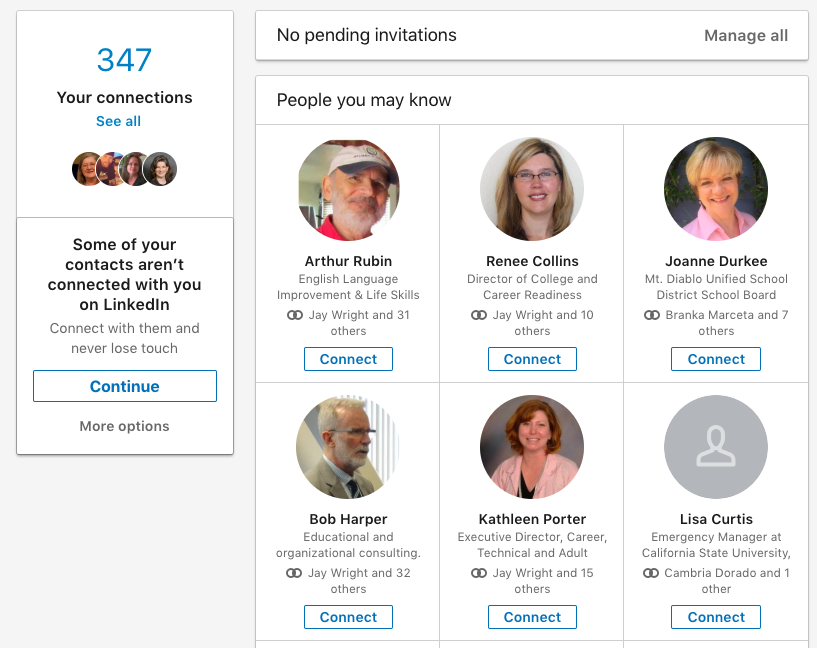 347
Your connections
See all
Some of your
contacts aren't
connected with you
on LinkedIn
Connect with them and
never lose touch
Continue
More options
No pending invitations
Manage all
People you may know
Arthur Rubin
English Language
Improvement & Life Skills
Jay Wright and 31
others
Connect
Renee Collins
Director of College and
Career Readiness
Jay Wright and 10
others
Connect
Joanne Durkee
Mt. Diablo Unified School
District School Board
Branka Marceta and 7
others
Connect
Bob Harper
Educational and
organizational consulting.
Jay Wright and 32
others
Connect
Kathleen Porter
Executive Director, Career,
Technical and Adult
Jay Wright and 15
others
Connect
Lisa Curtis
Emergency Manager at
California State University,
Cambria Dorado and 1
other
Connect